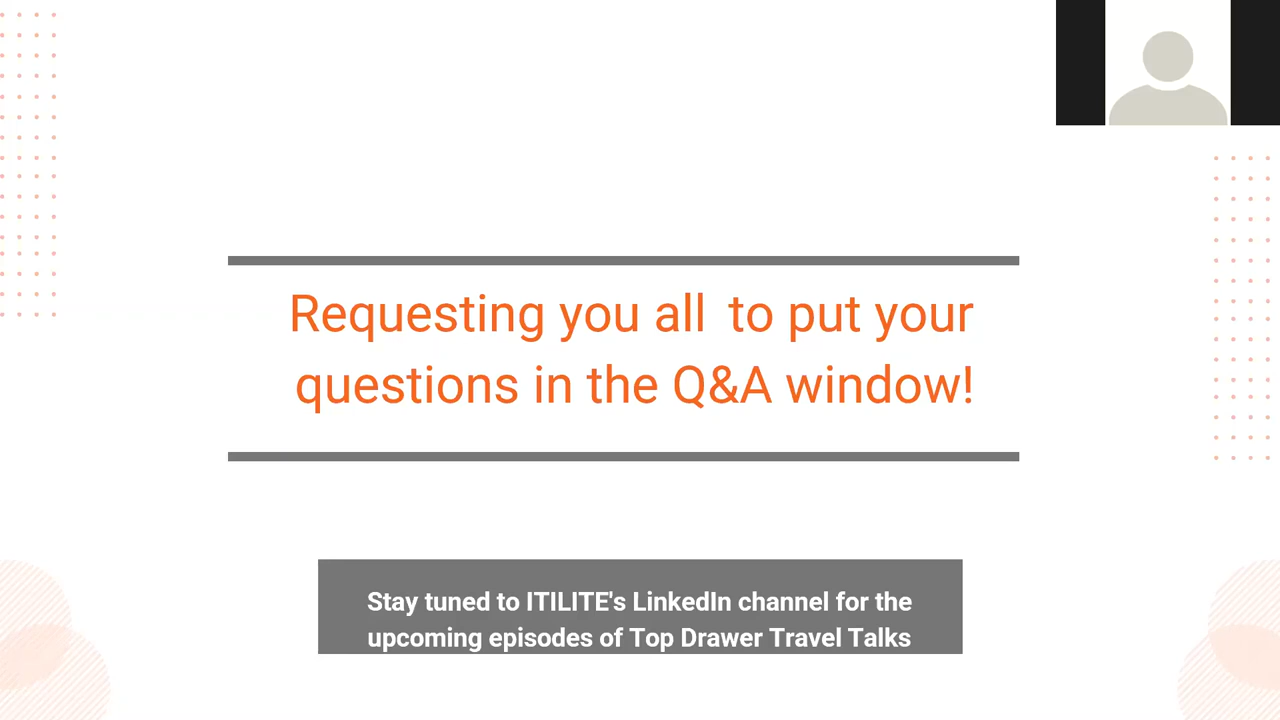 Requesting you all to put your
questions in the Q&A window!
Stay tuned to ITILITE's LinkedIn channel for the
upcoming episodes of Top Drawer Travel Talks